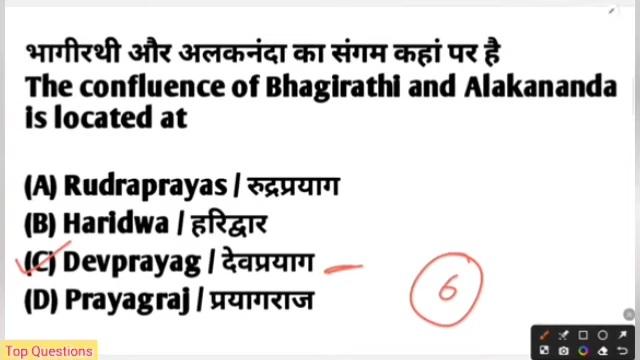 भागीरथी और अलकनंदा का संगम कहां पर है
The confluence of Bhagirathi and Alakananda
is located at
(A) Rudraprayas / रुद्रप्रयाग
(B) Haridwa / हरिद्वार
(C) Devprayag / देवप्रयाग
(D) Prayagraj / प्रयागराज
6
Top Questions